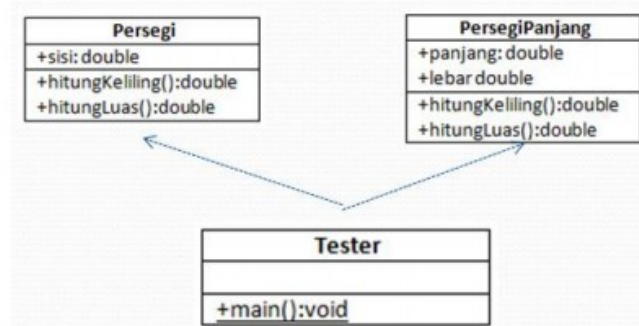 Persegi
+sisi: double
+hitungKeliling():double
+hitungLuas():double
PersegiPanjang
+panjang: double
+lebar double
+hitungKeliling():double
+hitungLuas():double
Tester
+main():void